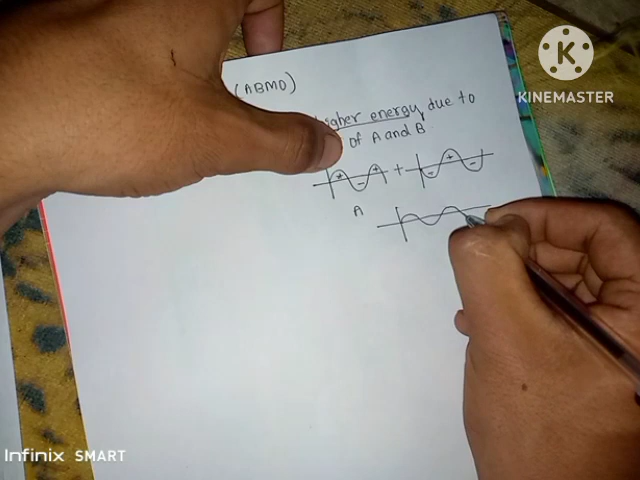 (ABMO)
higher energy due to
of A and B
+ - + + - + -
A
KINEMASTER
Infinix SMART